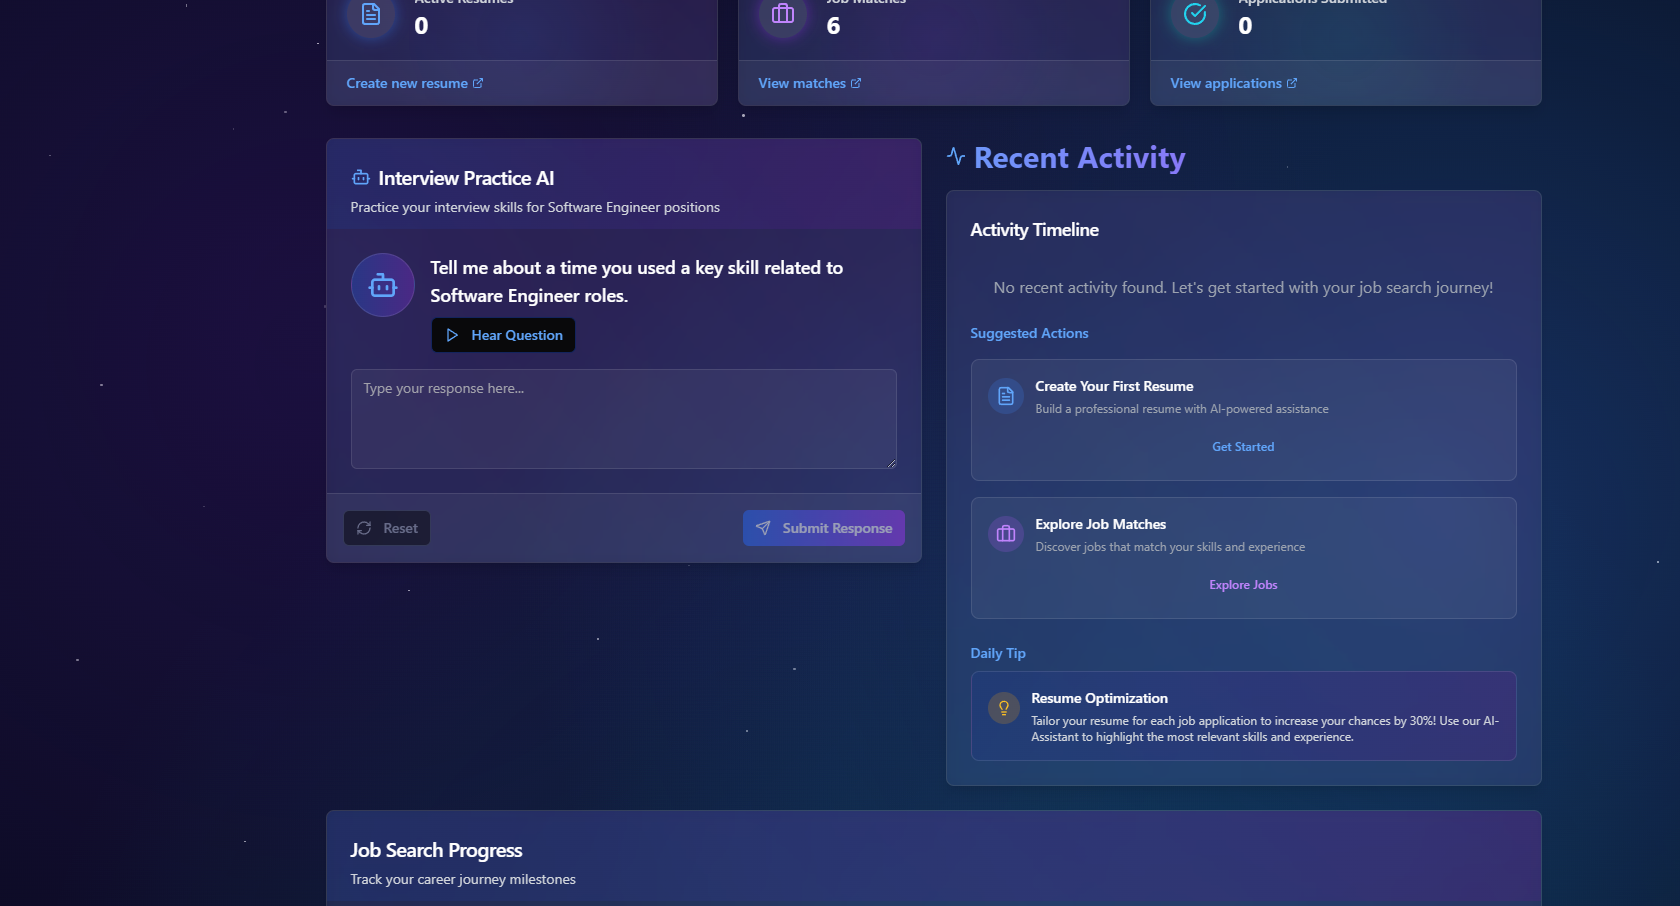 Active Resumes
0
Create new resume
Job Matches
6
View matches
Applications Submitted
0
View applications
Interview Practice AI
Practice your interview skills for Software Engineer positions
Tell me about a time you used a key skill related to
Software Engineer roles.
Hear Question
Type your response here...
Reset
Submit Response
Recent Activity
Activity Timeline
No recent activity found. Let's get started with your job search journey!
Suggested Actions
Create Your First Resume
Build a professional resume with AI-powered assistance
Get Started
Explore Job Matches
Discover jobs that match your skills and experience
Explore Jobs
Daily Tip
Resume Optimization
Tailor your resume for each job application to increase your chances by 30%! Use our AI-
Assistant to highlight the most relevant skills and experience.
Job Search Progress
Track your career journey milestones